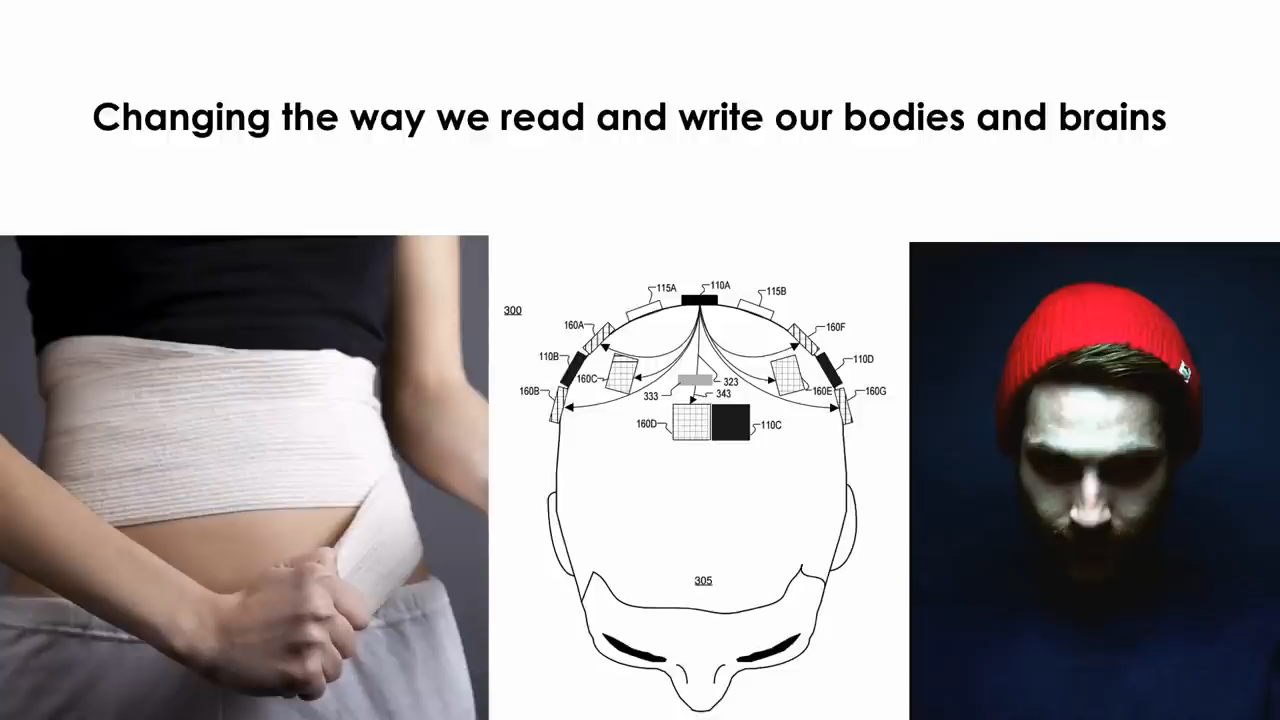 Changing the way we read and write our bodies and brains
300
115A
110A
115B
160A
160F
110B
110D
160C
323
160E
160B
333
343
160G
160D
110C
305